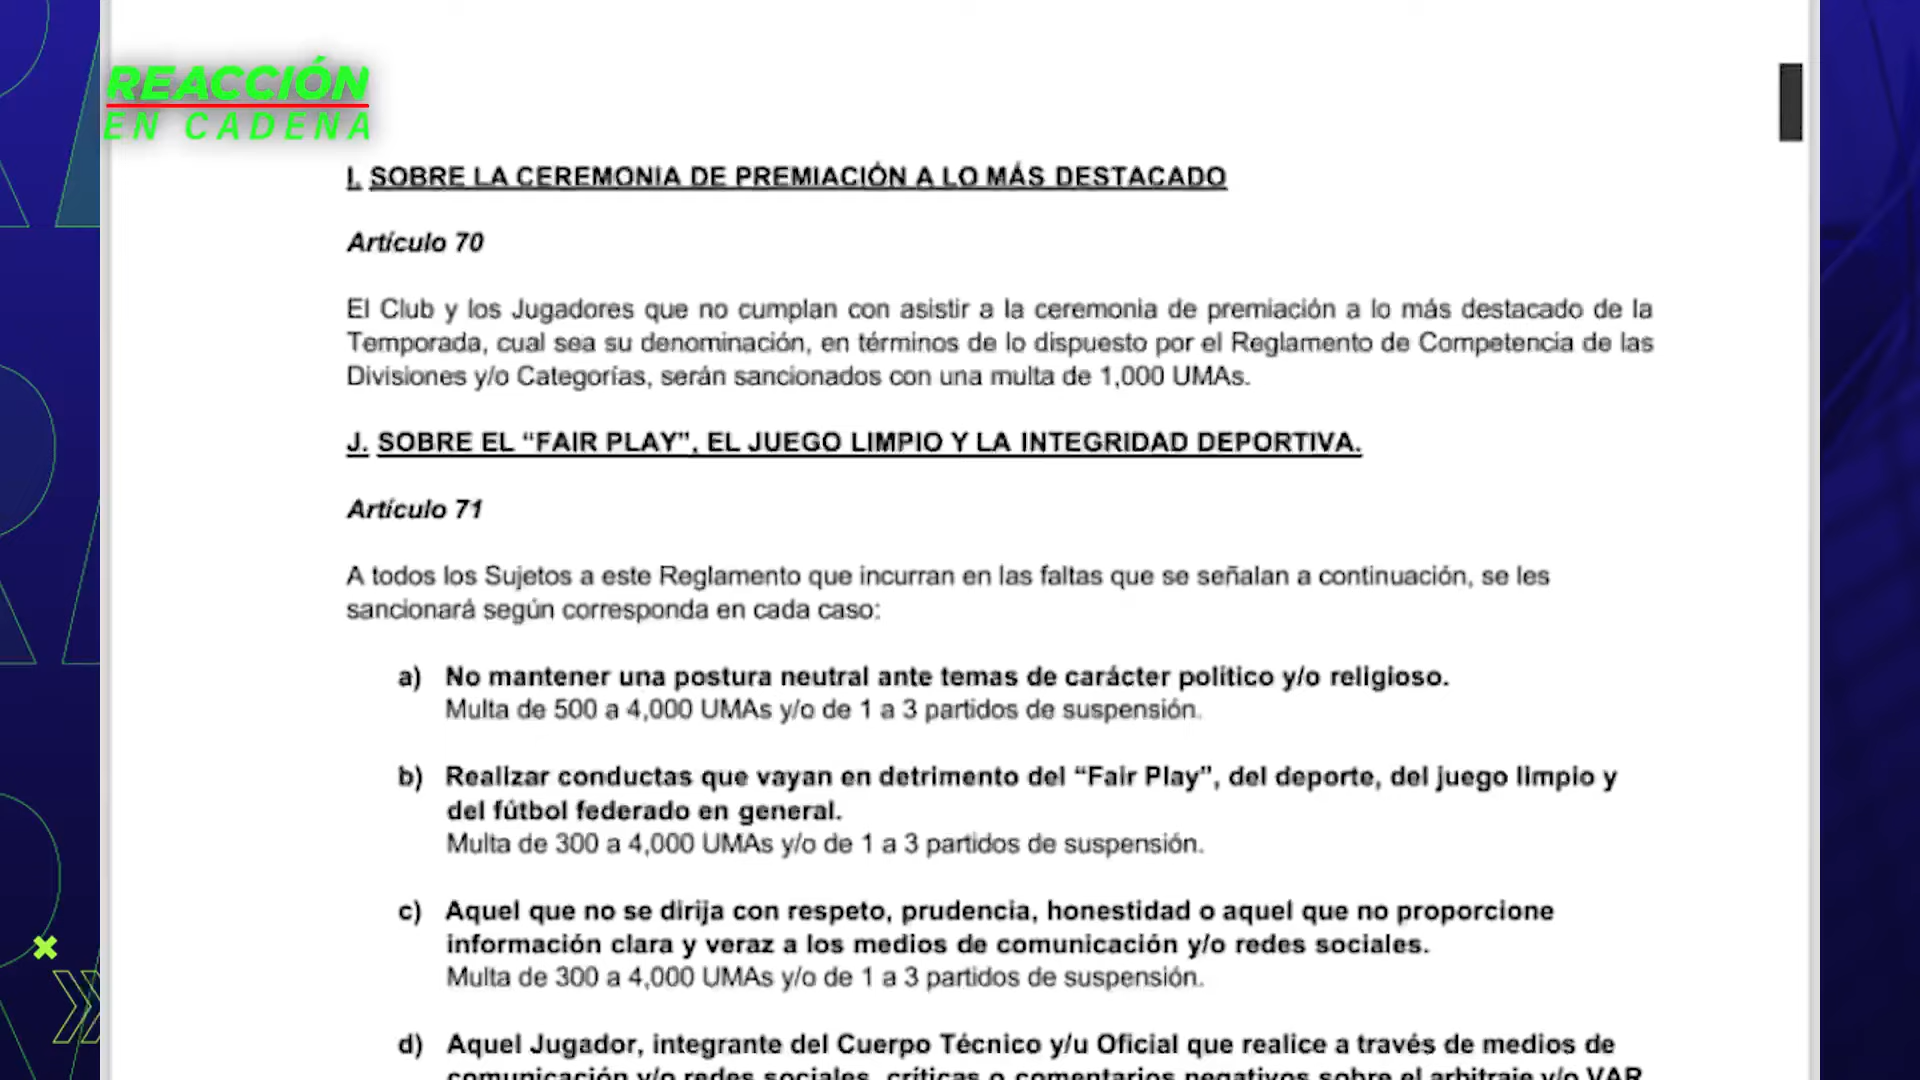 REACCIÓN
EN CADENA
I. SOBRE LA CEREMONIA DE PREMIACIÓN A LO MÁS DESTACADO
Artículo 70
El Club y los Jugadores que no cumplan con asistir a la ceremonia de premiación a lo más destacado de la
Temporada, cual sea su denominación, en términos de lo dispuesto por el Reglamento de Competencia de las
Divisiones y/o Categorías, serán sancionados con una multa de 1,000 UMAs.
J. SOBRE EL “FAIR PLAY”, EL JUEGO LIMPIO Y LA INTEGRIDAD DEPORTIVA.
Artículo 71
A todos los Sujetos a este Reglamento que incurran en las faltas que se señalan a continuación, se les
sancionará según corresponda en cada caso:
a) No mantener una postura neutral ante temas de carácter político y/o religioso.
Multa de 500 a 4,000 UMAs y/o de 1 a 3 partidos de suspensión.
b) Realizar conductas que vayan en detrimento del “Fair Play”, del deporte, del juego limpio y
del fútbol federado en general.
Multa de 300 a 4,000 UMAs y/o de 1 a 3 partidos de suspensión.
c) Aquel que no se dirija con respeto, prudencia, honestidad o aquel que no proporcione
información clara y veraz a los medios de comunicación y/o redes sociales.
Multa de 300 a 4,000 UMAs y/o de 1 a 3 partidos de suspensión.
d) Aquel Jugador, integrante del Cuerpo Técnico y/u Oficial que realice a través de medios de
comunicación y/o redes sociales, críticas o comentarios negativos sobre el arbitraje y/o VAR